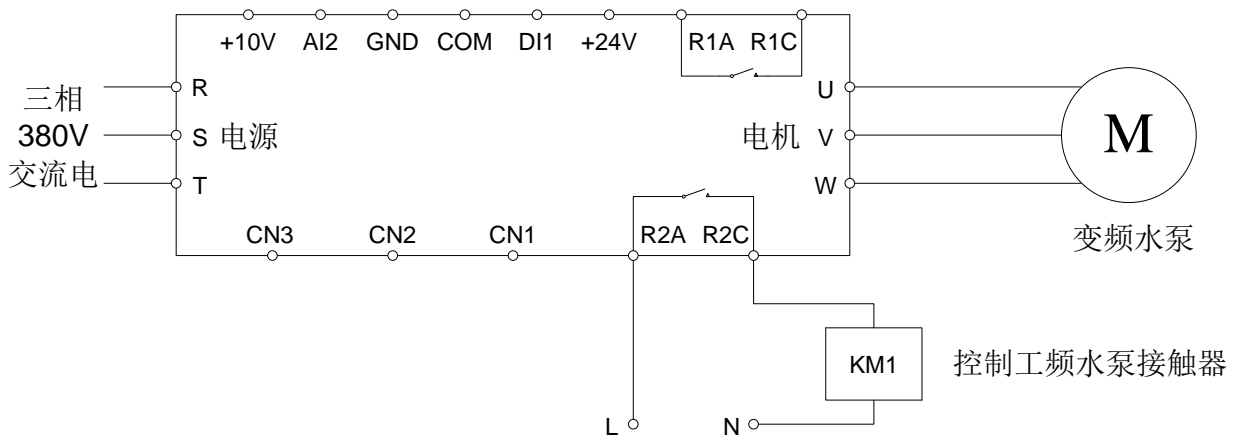 +10V AI2 GND COM DI1 +24V R1A R1C
三相
380V
交流电
R
S
T
电源
电机
U
V
W
M
变频水泵
CN3 CN2 CN1 R2A R2C
KM1
控制工频水泵接触器
L
N